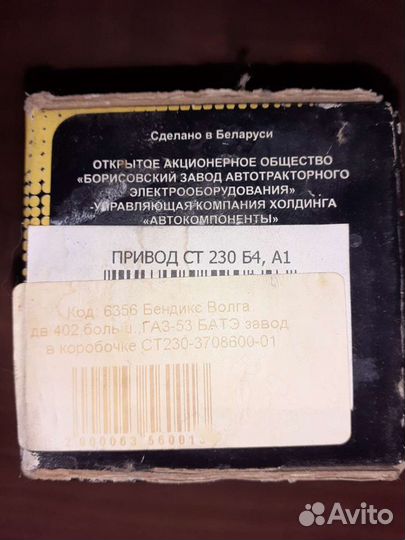 Сделано в Беларуси
ОТКРЫТОЕ АКЦИОНЕРНОЕ ОБЩЕСТВО
«БОРИСОВСКИЙ ЗАВОД АВТОТРАКТОРНОГО
ЭЛЕКТРООБОРУДОВАНИЯ»
-УПРАВЛЯЮЩАЯ КОМПАНИЯ ХОЛДИНГА
«АВТОКОМПОНЕНТЫ»
ПРИВОД СТ 230 Б4, А1
Код: 6356 Бендикс Волга
дв 402 больш. ГАЗ-53 БАТЭ завод
в коробочке СТ230-3708600-01
Avito